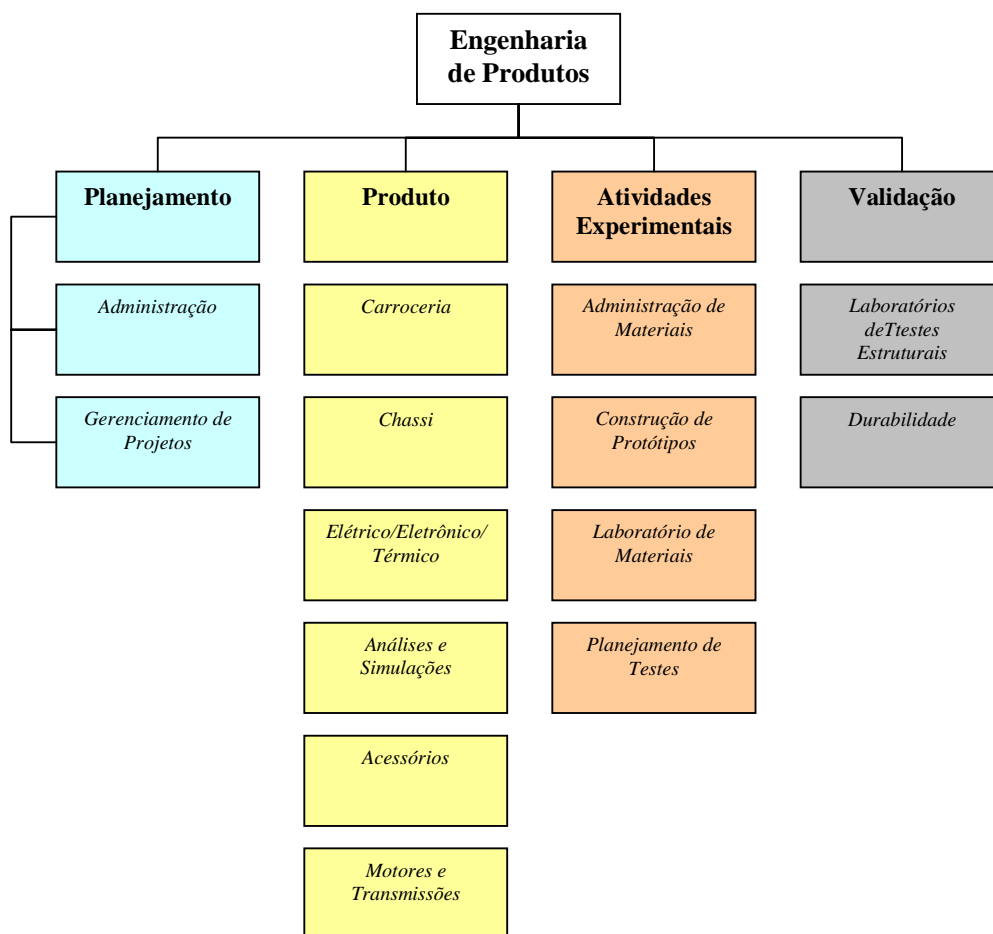 Engenharia
de Produtos
Planejamento
Administração
Gerenciamento de
Projetos
Produto
Carroceria
Chassi
Elétrico/Eletrônico/
Térmico
Análises e
Simulações
Acessórios
Motores e
Transmissões
Atividades
Experimentais
Administração de
Materiais
Construção de
Protótipos
Laboratório de
Materiais
Planejamento de
Testes
Validação
Laboratórios
deTtestes
Estruturais
Durabilidade